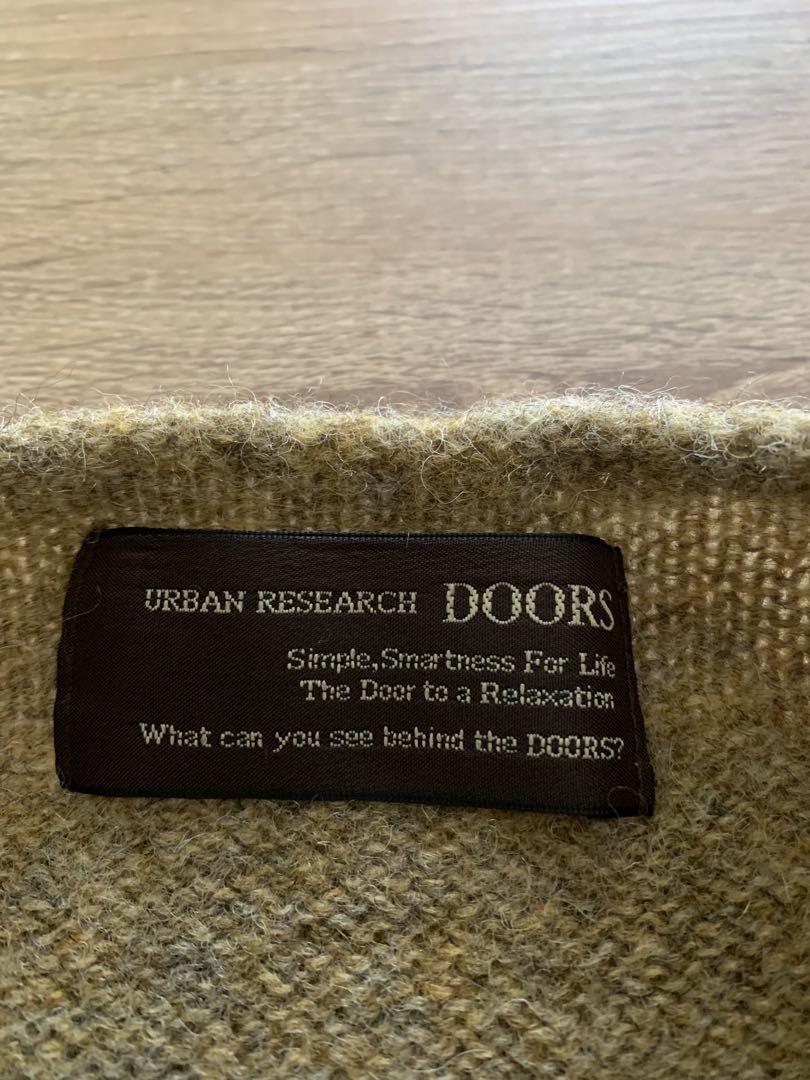 URBAN RESEARCH DOORS
Simple,Smartness For Life
The Door to a Relaxation
What can you see behind the DOORS?